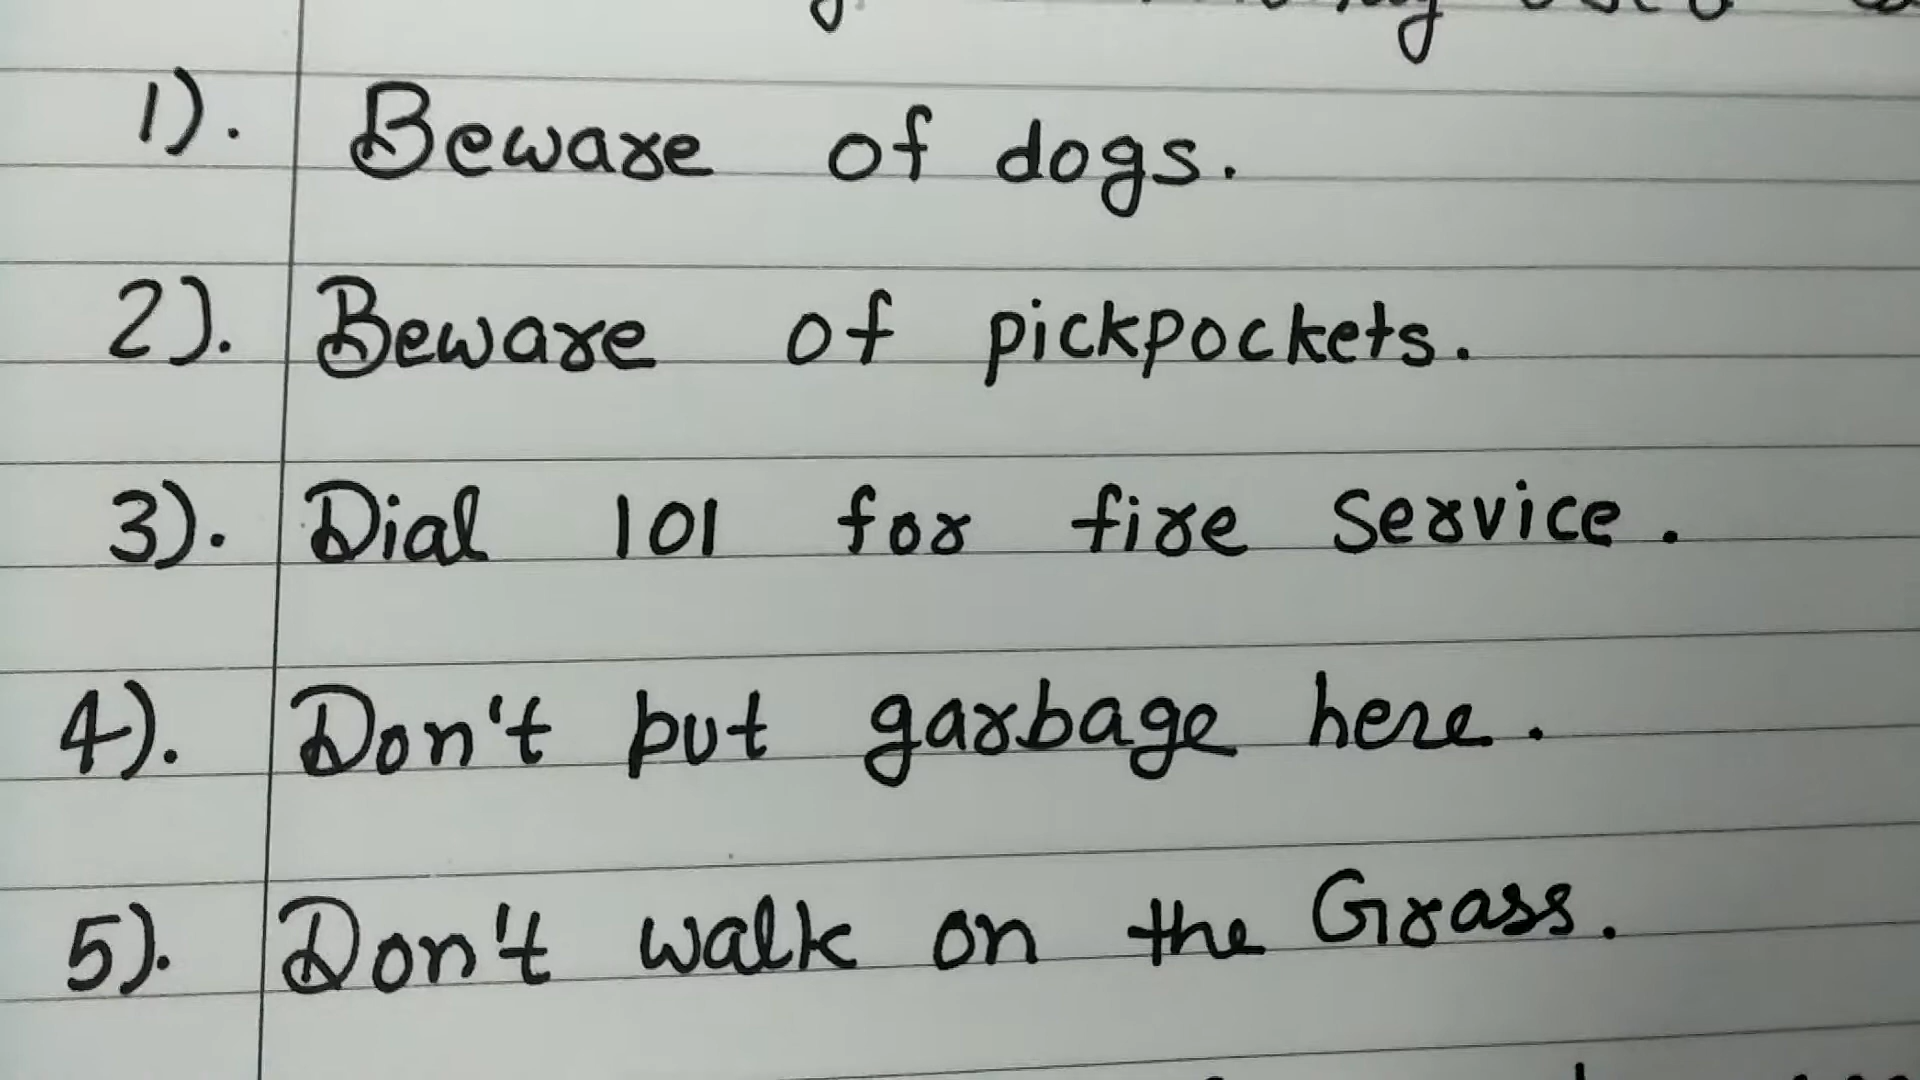 1). Beware of dogs.
2). Beware of pickpockets.
3). Dial 101 for fire Service.
4). Don't put garbage here.
5). Don't walk on the Grass.